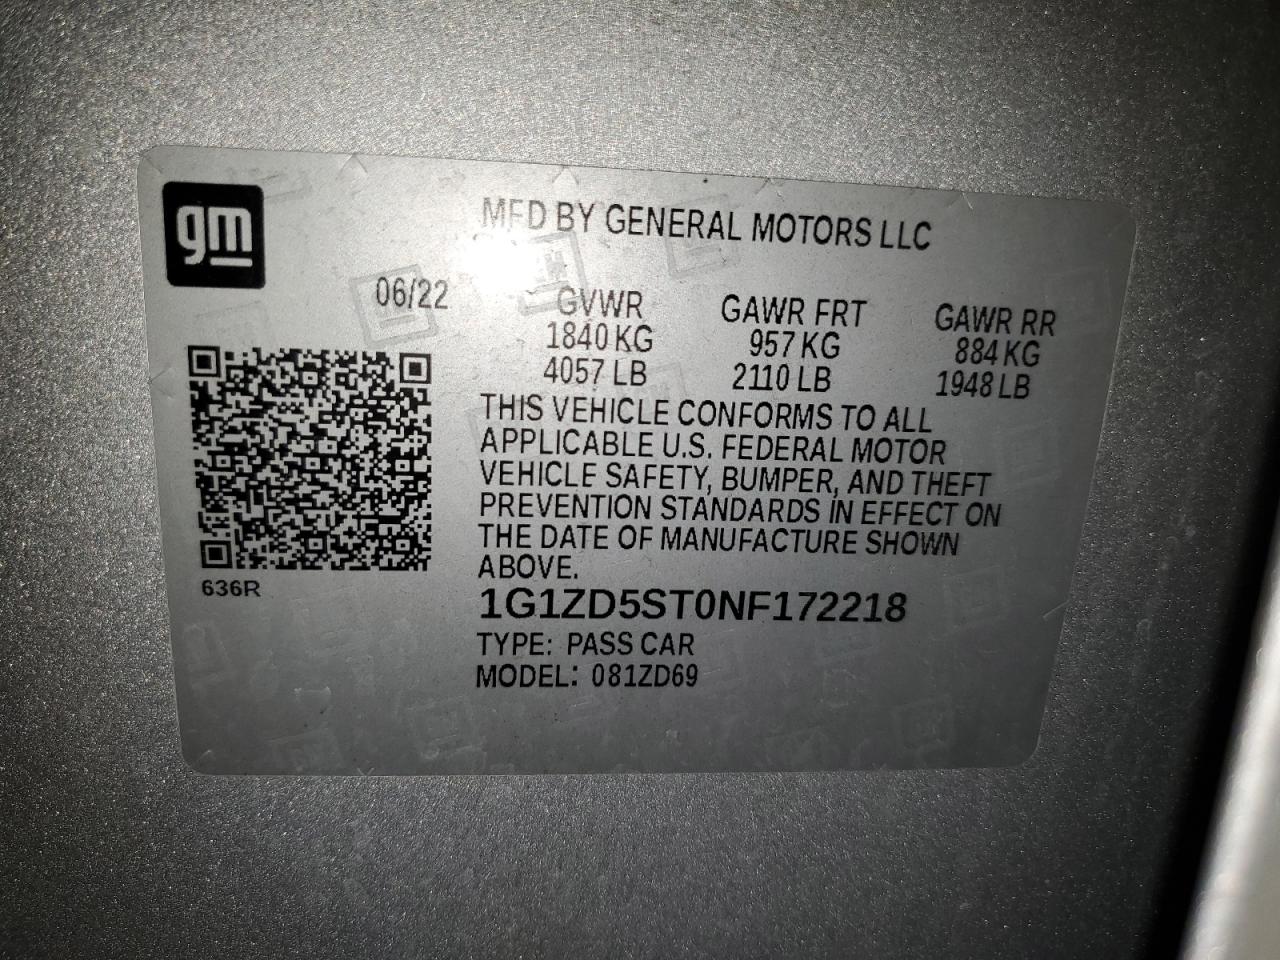 gm
MFD BY GENERAL MOTORS LLC
06/22
GVWR GAWR FRT GAWR RR
1840 KG 957 KG 884 KG
4057 LB 2110 LB 1948 LB
THIS VEHICLE CONFORMS TO ALL
APPLICABLE U.S. FEDERAL MOTOR
VEHICLE SAFETY, BUMPER, AND THEFT
PREVENTION STANDARDS IN EFFECT ON
THE DATE OF MANUFACTURE SHOWN
ABOVE.
636R
1G1ZD5ST0NF172218
TYPE: PASS CAR
MODEL: 081ZD69